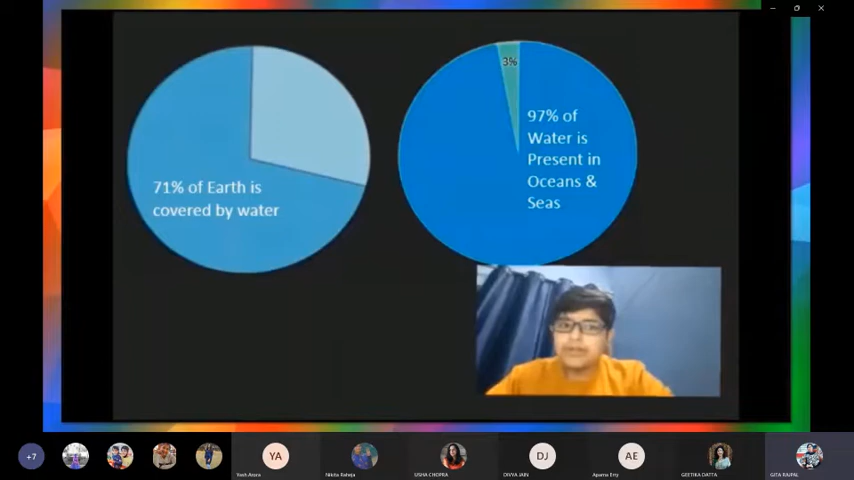 3%
71% of Earth is
covered by water
97% of
Water is
Present in
Oceans &
Seas
+7
YA
DJ
AE
Yash Arora
Nikita Raheja
USHA CHOPRA
DIVYA JAIN
Aparna Erry
GEETIKA DATTA
GITA RAJPAL